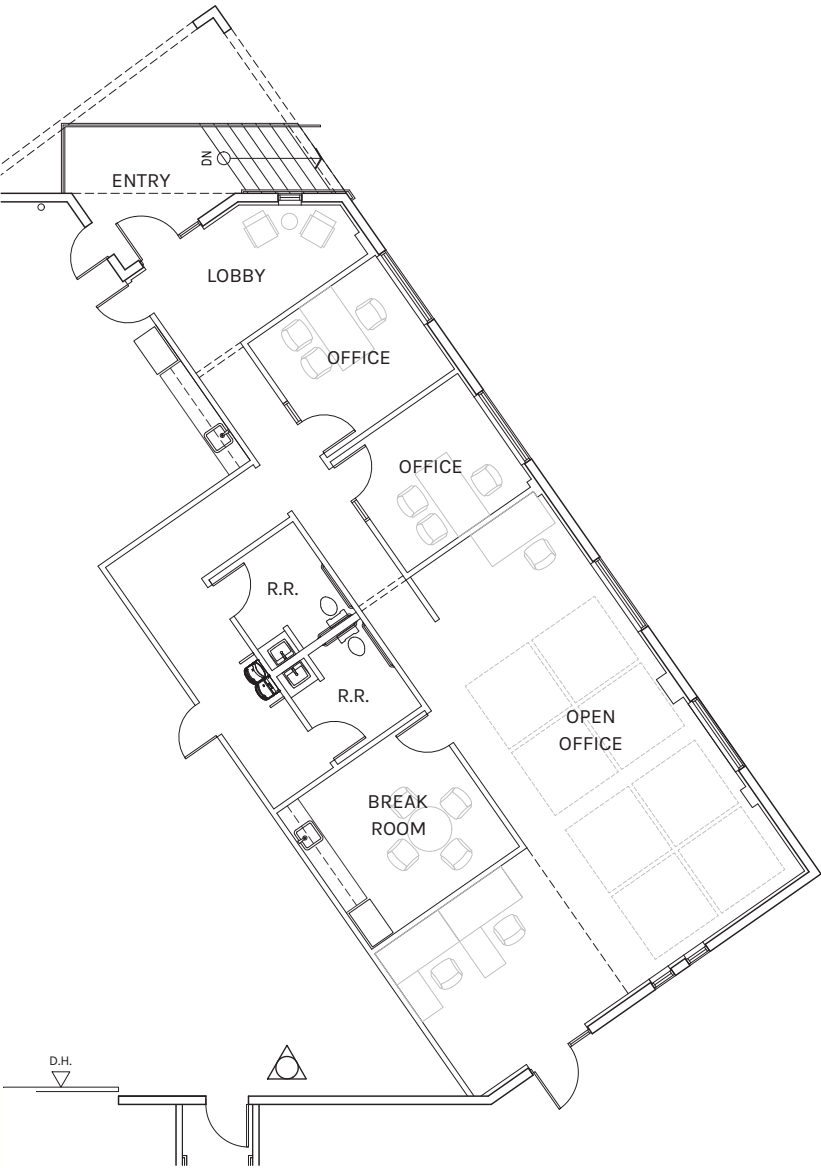 DN
ENTRY
LOBBY
OFFICE
OFFICE
R.R.
R.R.
OPEN
OFFICE
BREAK
ROOM
D.H.